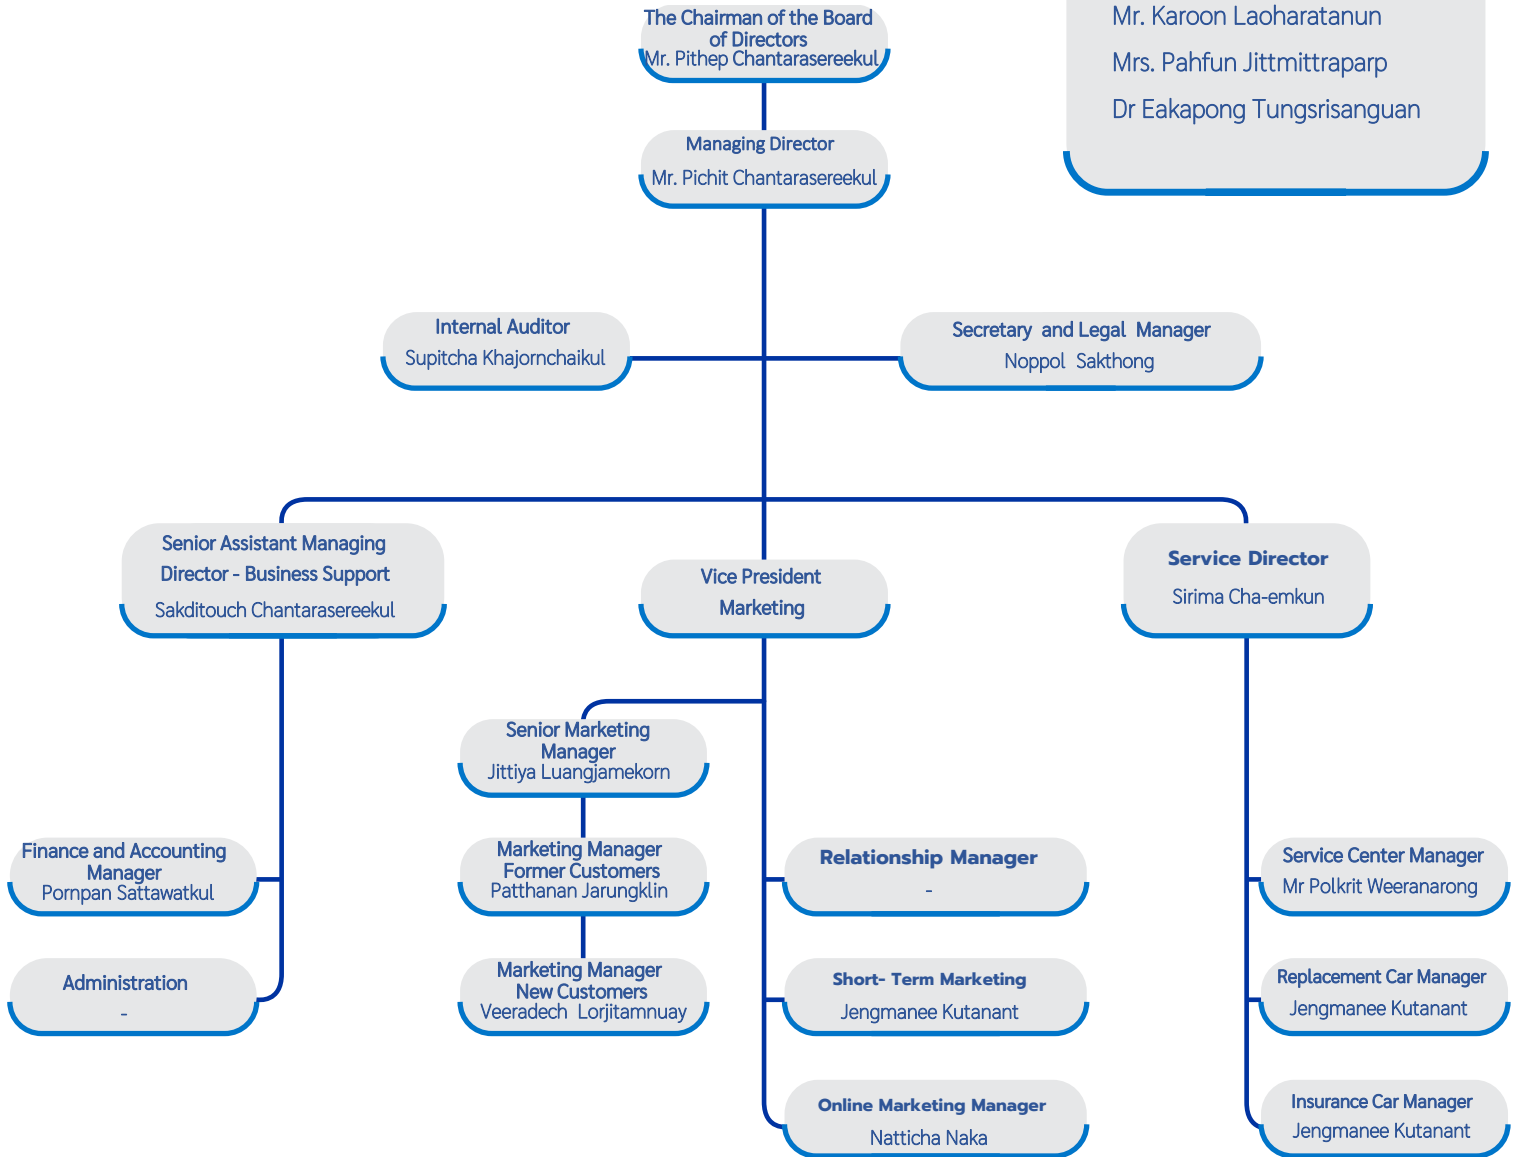 The Chairman of the Board
of Directors
Mr. Pithep Chantarasereekul
Mr. Karoon Laoharatanun
Mrs. Pahfun Jittmittraparp
Dr Eakapong Tungsrisanguan
Managing Director
Mr. Pichit Chantarasereekul
Internal Auditor
Supitcha Khajornchaikul
Secretary and Legal Manager
Noppol Sakthong
Senior Assistant Managing
Director - Business Support
Sakditouch Chantarasereekul
Vice President
Marketing
Service Director
Sirima Cha-emkun
Senior Marketing
Manager
Jittiya Luangjamekorn
Finance and Accounting
Manager
Pornpan Sattawatkul
Marketing Manager
Former Customers
Patthanan Jarungklin
Relationship Manager
-
Service Center Manager
Mr Polkrit Weeranarong
Administration
-
Marketing Manager
New Customers
Veeradech Lorjitamnuay
Short- Term Marketing
Jengmanee Kutanant
Replacement Car Manager
Jengmanee Kutanant
Online Marketing Manager
Natticha Naka
Insurance Car Manager
Jengmanee Kutanant